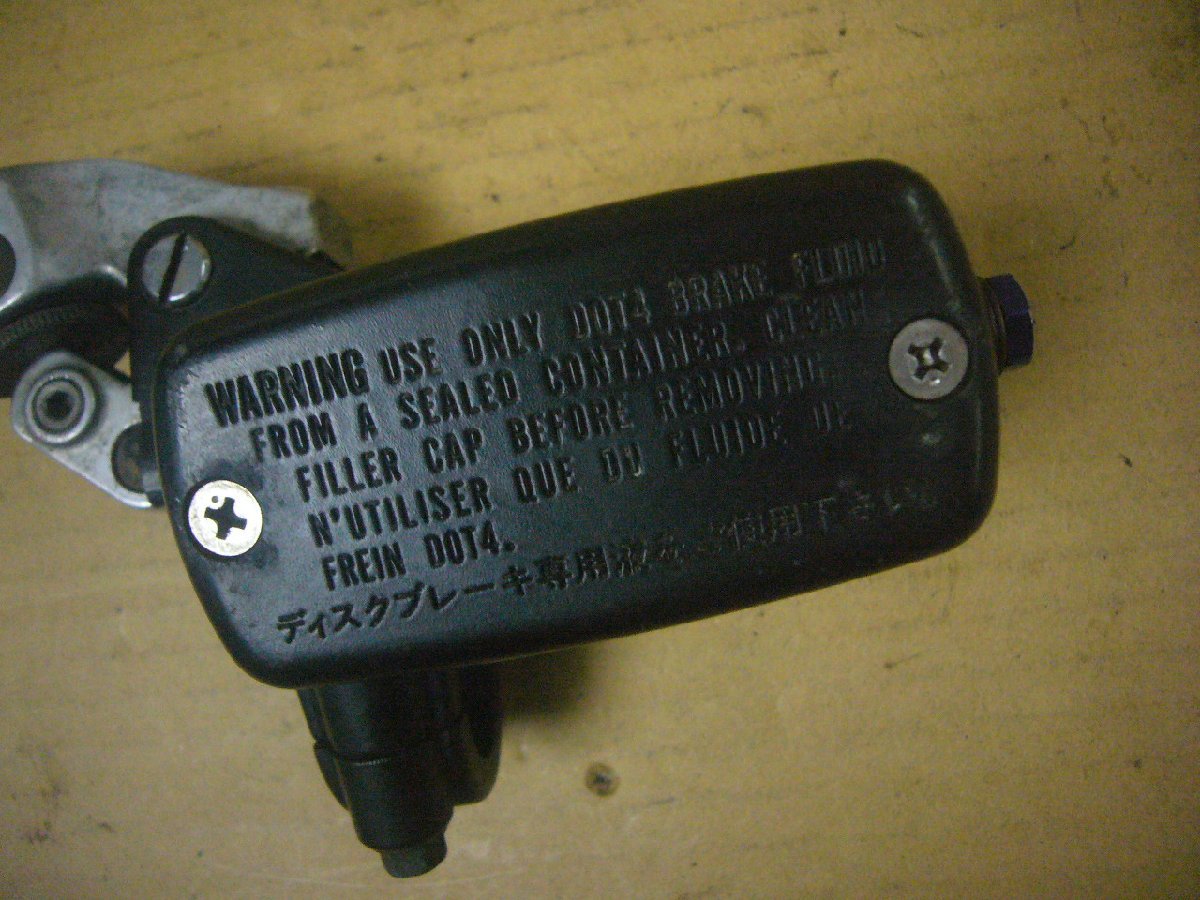 WARNING USE ONLY DOT4 BRAKE FLUID
FROM A SEALED CONTAINER. CLEAN
FILLER CAP BEFORE REMOVING
N'UTILISER QUE DU FLUIDE DE
FREIN DOT4.
ディスクブレーキ専用液をご使用下さい。